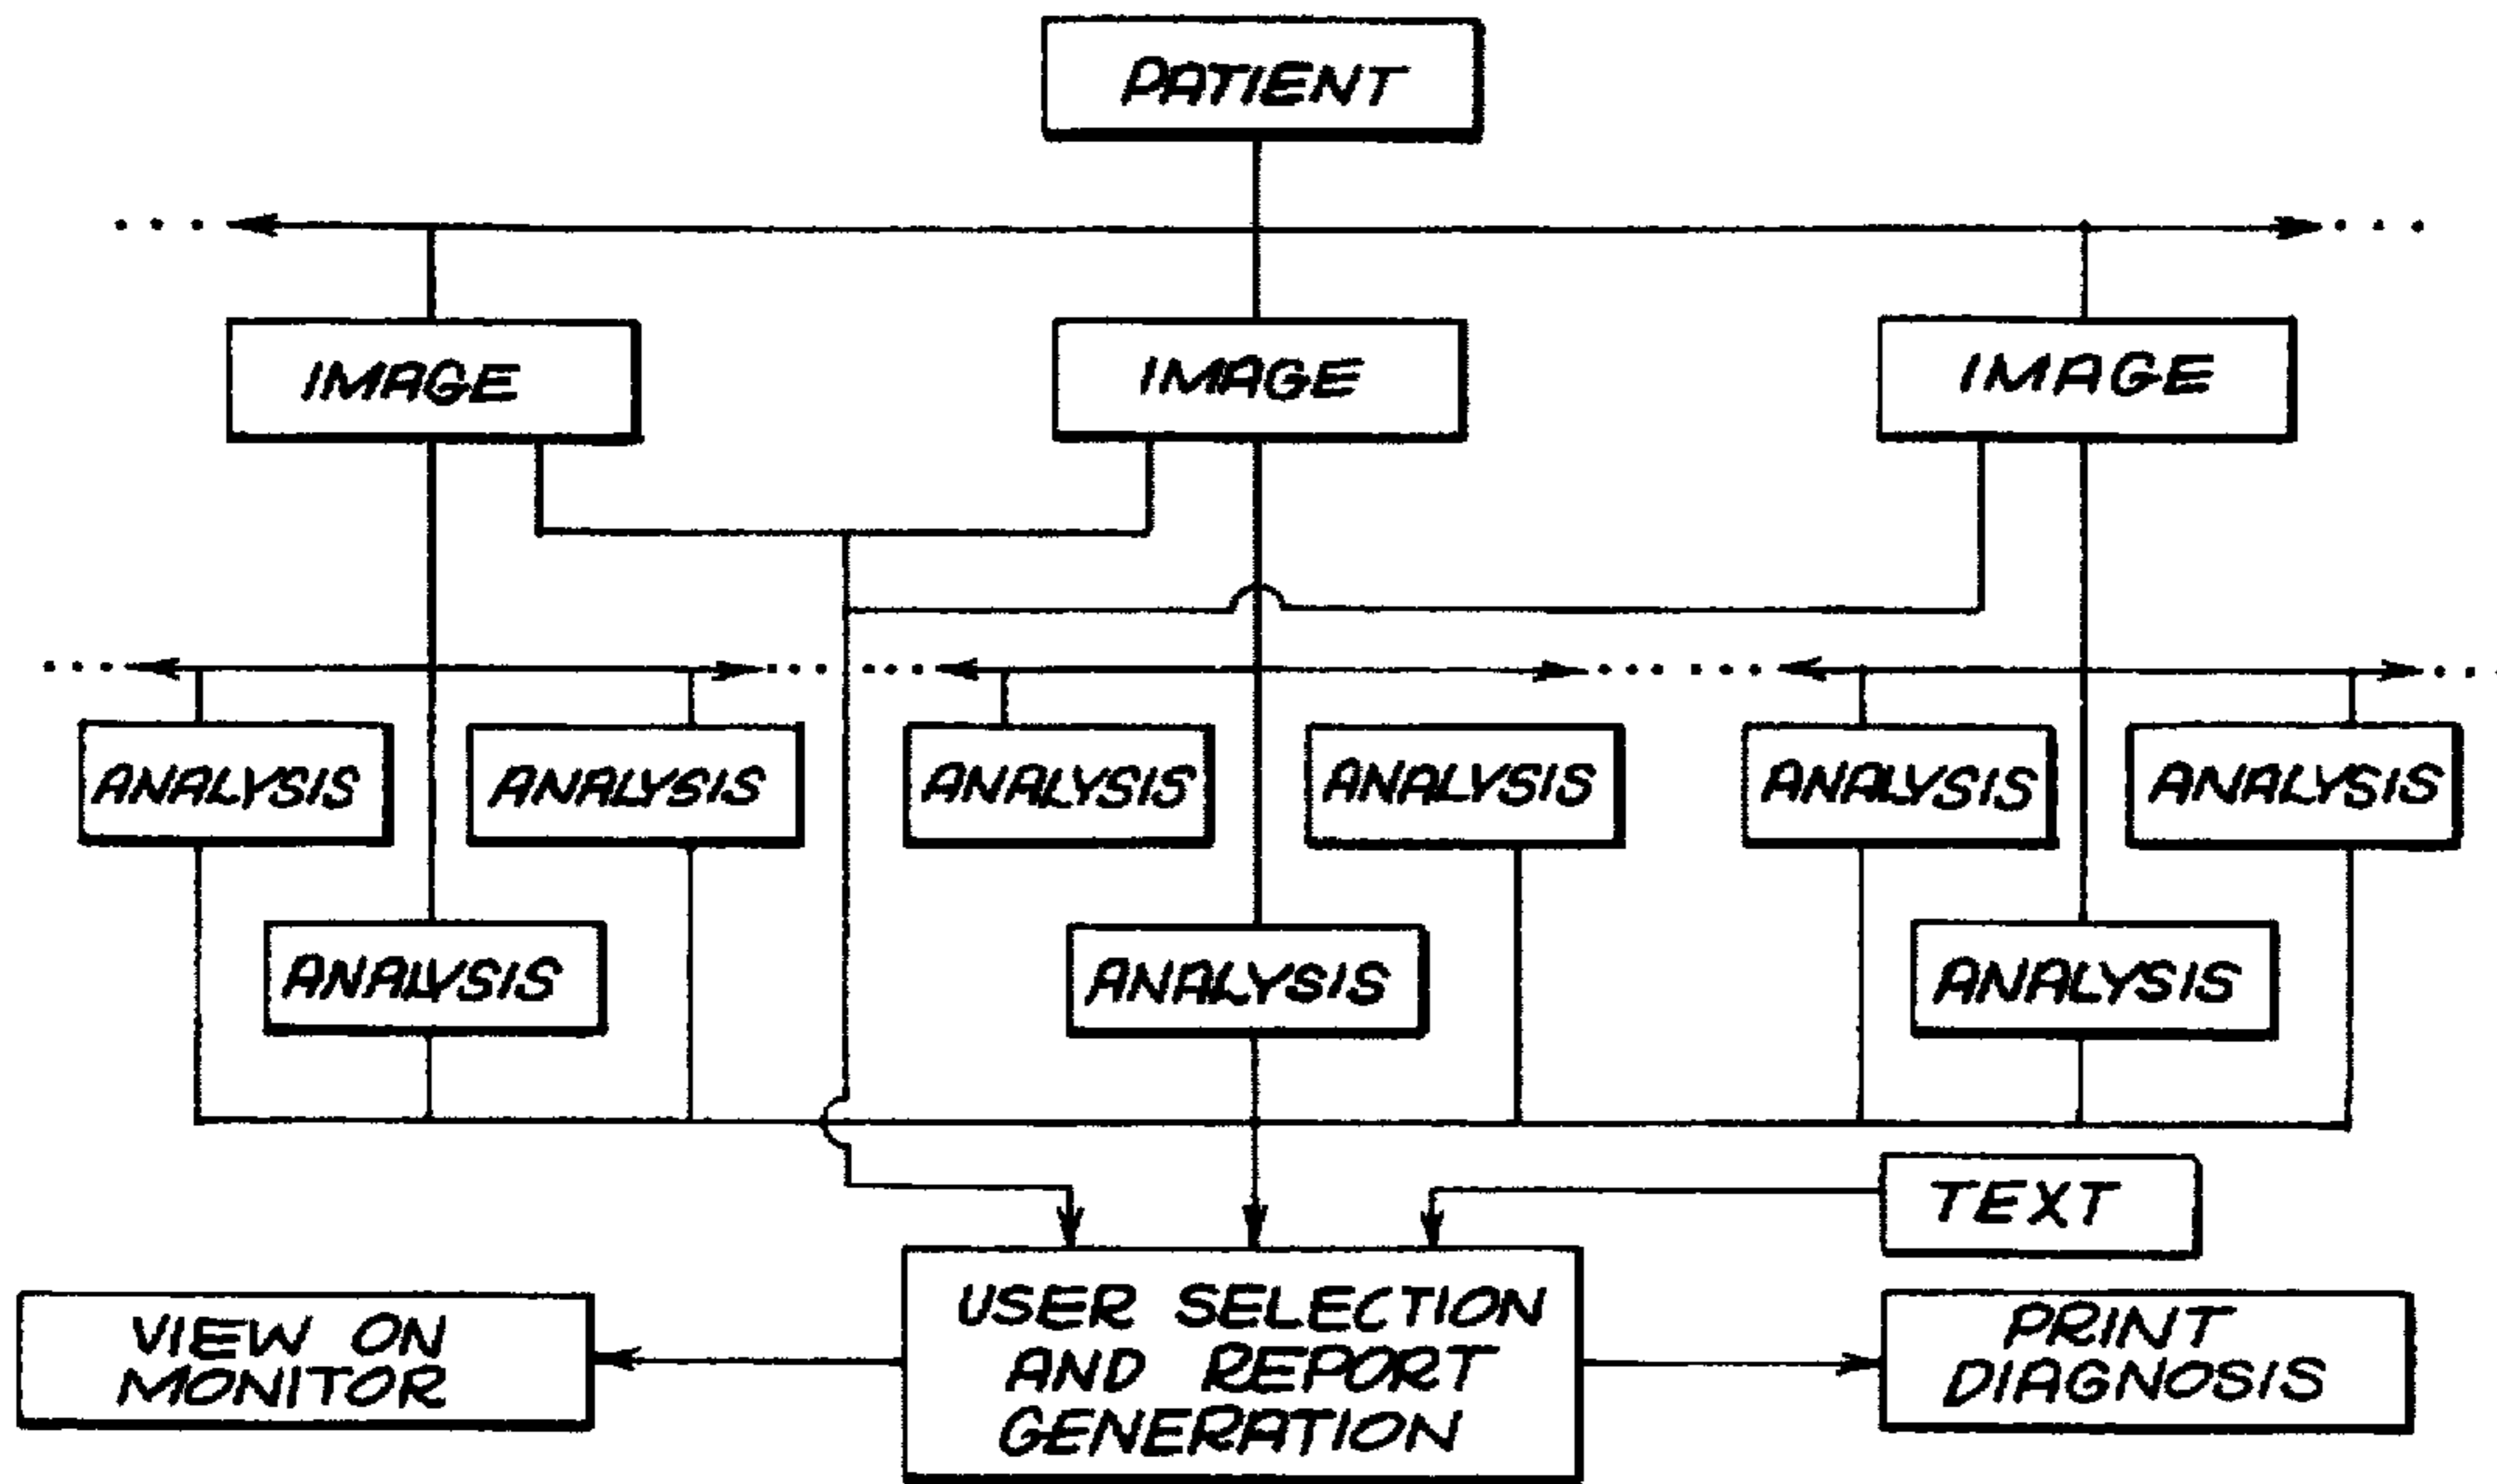 PATIENT
IMAGE
IMAGE
IMAGE
ANALYSIS
ANALYSIS
ANALYSIS
ANALYSIS
ANALYSIS
ANALYSIS
ANALYSIS
ANALYSIS
ANALYSIS
TEXT
VIEW ON
MONITOR
USER SELECTION
AND REPORT
GENERATION
PRINT
DIAGNOSIS